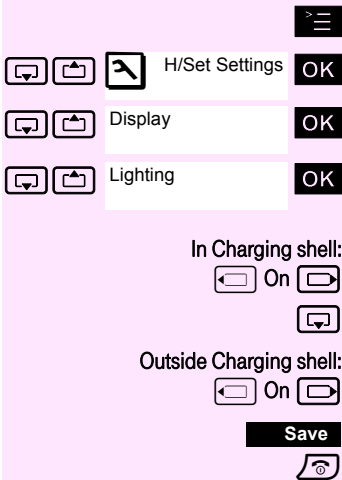 H/Set Settings OK
Display OK
Lighting OK
In Charging shell:
On
Outside Charging shell:
On
Save